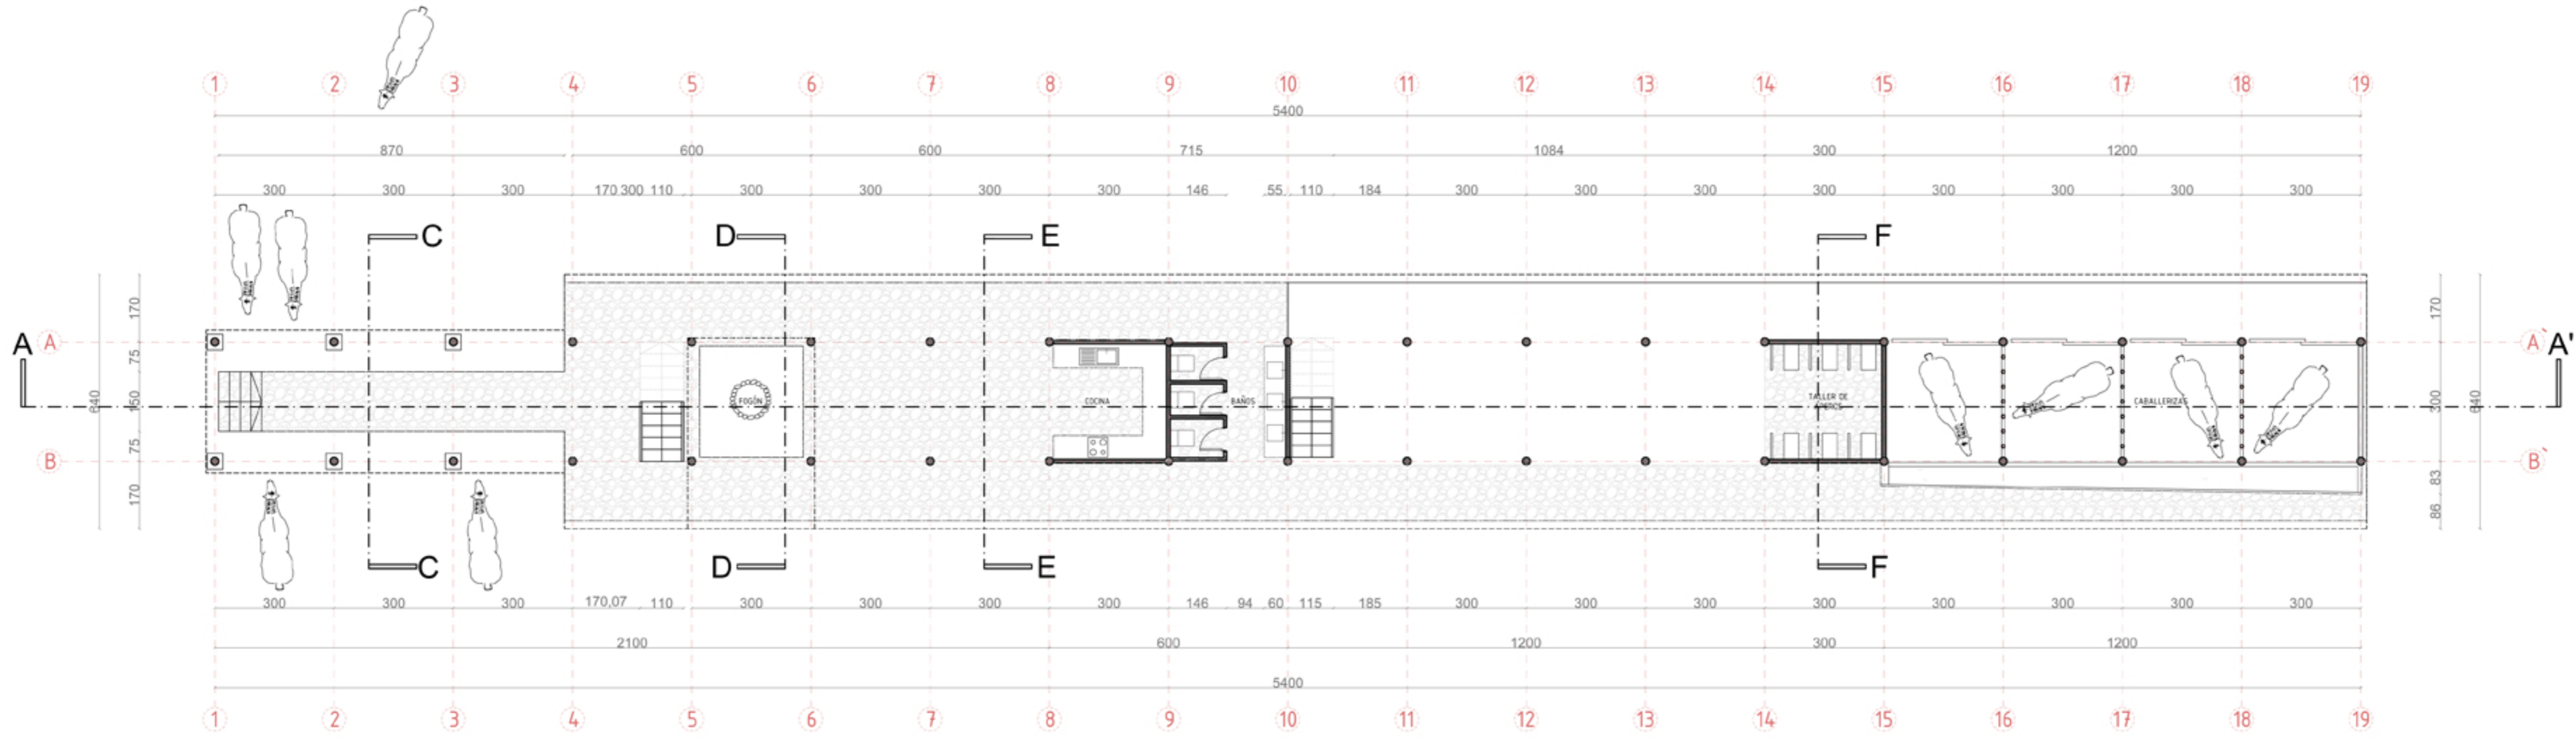 1 2 3 4 5 6 7 8 9 10 11 12 13 14 15 16 17 18 19
5400
870 600 600 715 1084 300 1200
300 300 300 170 300 110 300 300 300 300 146 55 110 184 300 300 300 300 300 300 300 300
C D E F
170 170
A A A` A'
75
640 150 FOGÓN COCINA BAÑOS TALLER DE CABALLERIZAS 300 640
75
B B`
170 83
86
C D E F
300 300 300 170,07 110 300 300 300 300 146 94 60 115 185 300 300 300 300 300 300 300 300
2100 600 1200 300 1200
5400
1 2 3 4 5 6 7 8 9 10 11 12 13 14 15 16 17 18 19